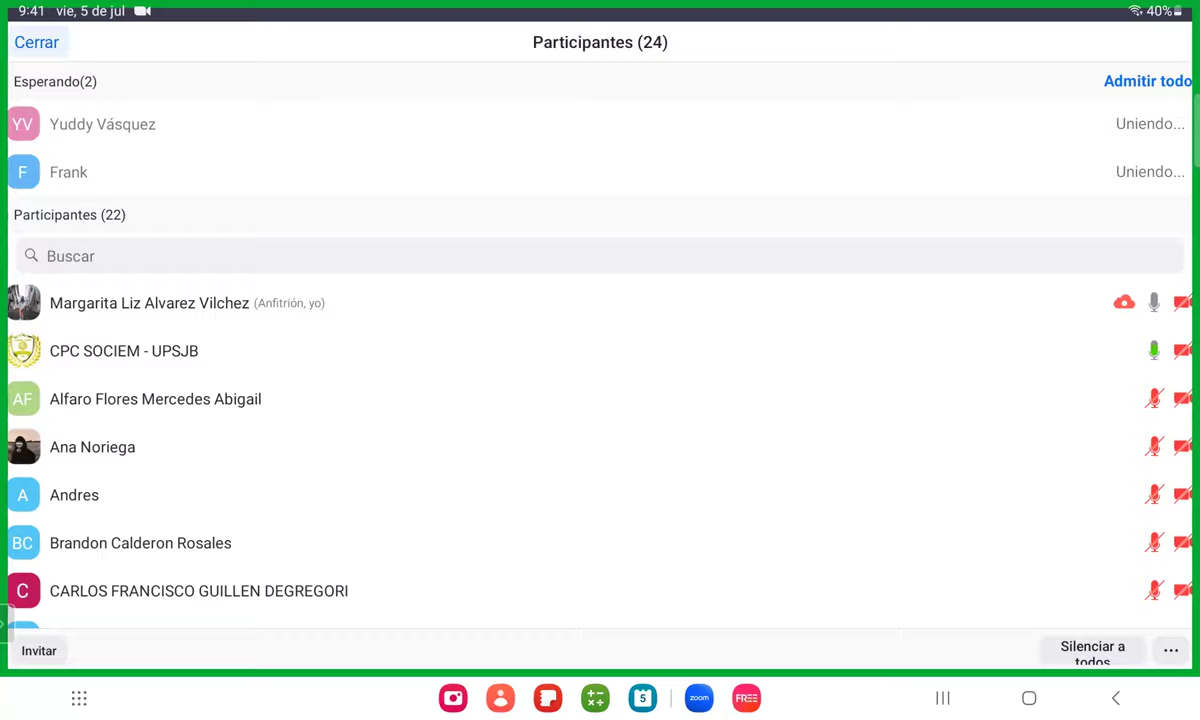 9:41 vie, 5 de jul 40%
Cerrar Participantes (24)
Esperando(2) Admitir todo
YV Yuddy Vásquez Uniendo...
F Frank Uniendo...
Participantes (22)
Buscar
Margarita Liz Alvarez Vilchez (Anfitrión, yo)
CPC SOCIEM - UPSJB
AF Alfaro Flores Mercedes Abigail
Ana Noriega
A Andres
BC Brandon Calderon Rosales
C CARLOS FRANCISCO GUILLEN DEGREGORI
Invitar Silenciar a
todos ...
5 zoom FREE